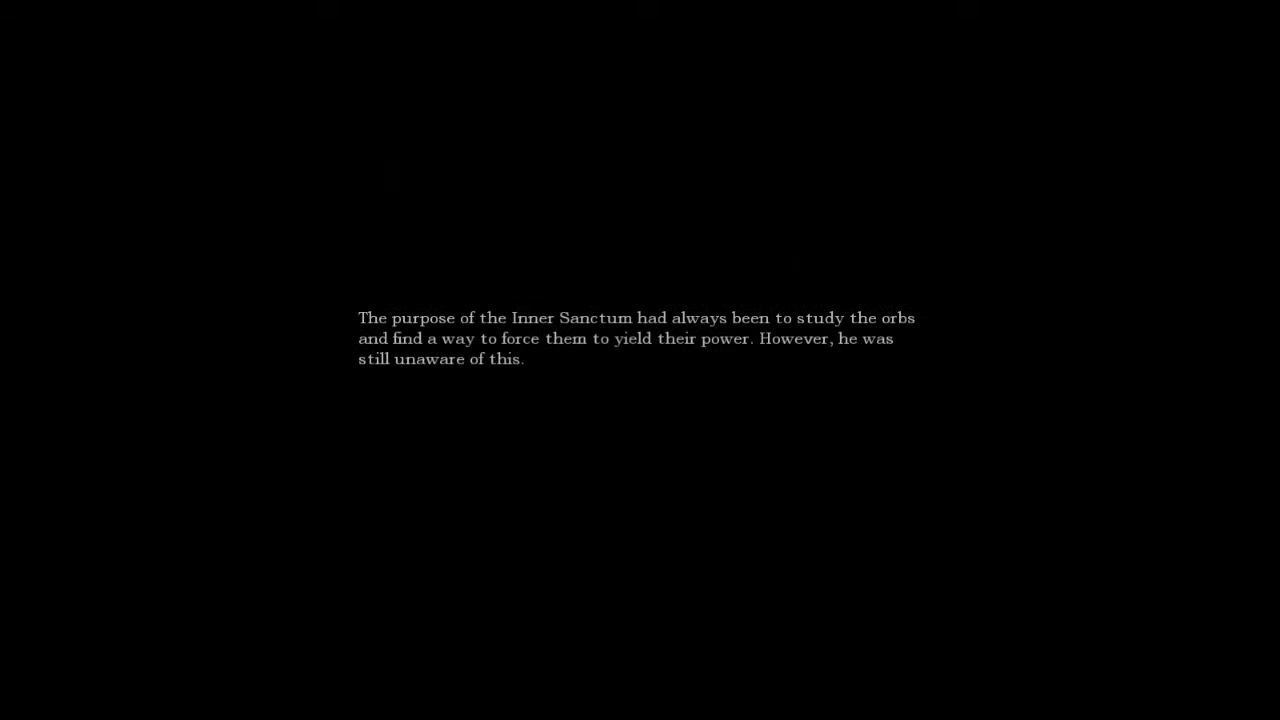 The purpose of the Inner Sanctum had always been to study the orbs
and find a way to force them to yield their power. However, he was
still unaware of this.